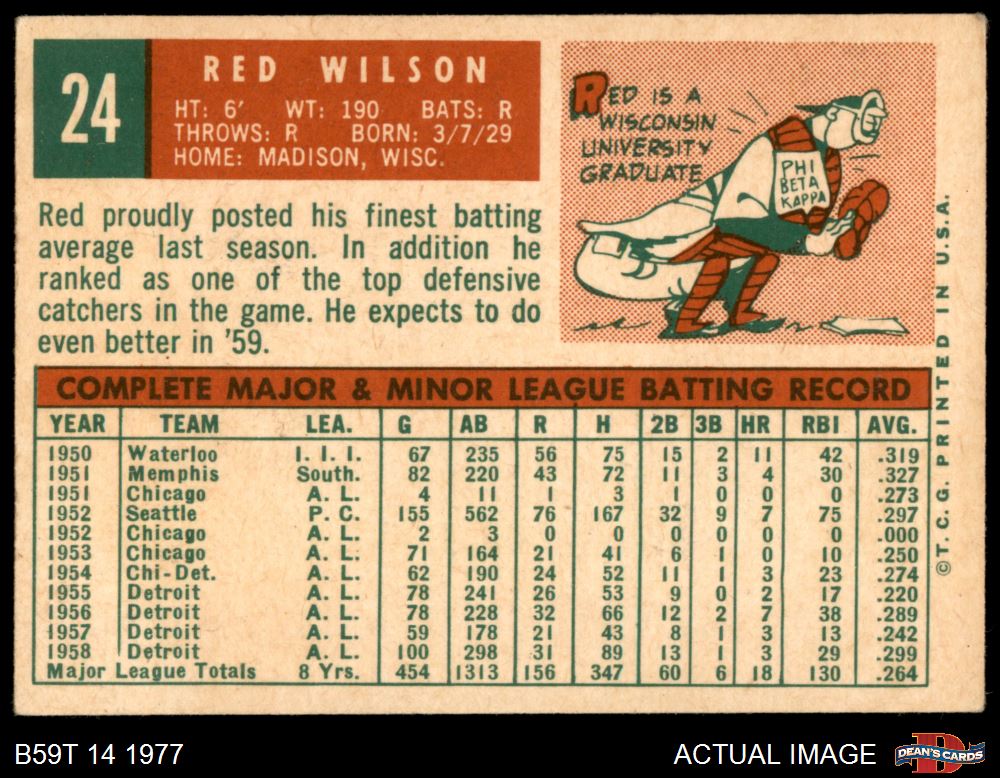 24
RED WILSON
HT: 6' WT: 190 BATS: R
THROWS: R BORN: 3/7/29
HOME: MADISON, WISC.
RED IS A
WISCONSIN
UNIVERSITY
GRADUATE
PHI
BETA
KAPPA
Red proudly posted his finest batting
average last season. In addition he
ranked as one of the top defensive
catchers in the game. He expects to do
even better in '59.
COMPLETE MAJOR & MINOR LEAGUE BATTING RECORD
YEAR TEAM LEA. G AB R H 2B 3B HR RBI AVG.
1950 Waterloo I. I. I. 67 235 56 75 15 2 11 42 .319
1951 Memphis South. 82 220 43 72 11 3 4 30 .327
1951 Chicago A. L. 4 11 1 3 1 0 0 0 .273
1952 Seattle P. C. 155 562 76 167 32 9 7 75 .297
1952 Chicago A. L. 2 3 0 0 0 0 0 0 .000
1953 Chicago A. L. 71 164 21 41 6 1 0 10 .250
1954 Chi-Det. A. L. 62 190 24 52 11 1 3 23 .274
1955 Detroit A. L. 78 241 26 53 9 0 2 17 .220
1956 Detroit A. L. 78 228 32 66 12 2 7 38 .289
1957 Detroit A. L. 59 178 21 43 8 1 3 13 .242
1958 Detroit A. L. 100 298 31 89 13 1 3 29 .299
Major League Totals 8 Yrs. 454 1313 156 347 60 6 18 130 .264
© T. C. G. PRINTED IN U.S.A.
B59T 14 1977
ACTUAL IMAGE
DEAN'S CARDS